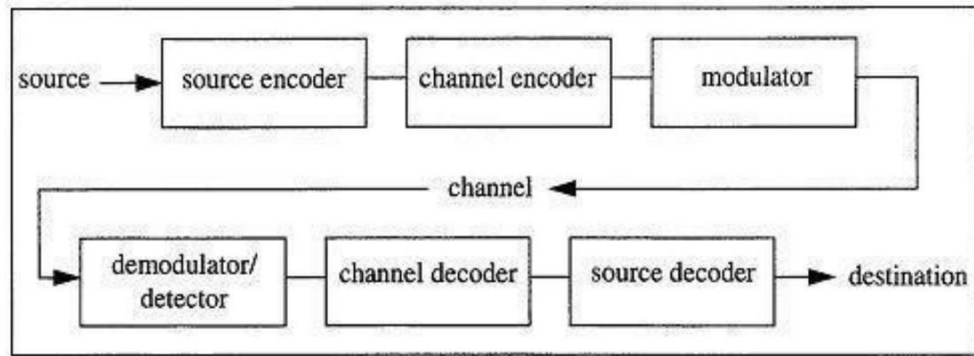 source
source encoder
channel encoder
modulator
channel
demodulator/
detector
channel decoder
source decoder
destination